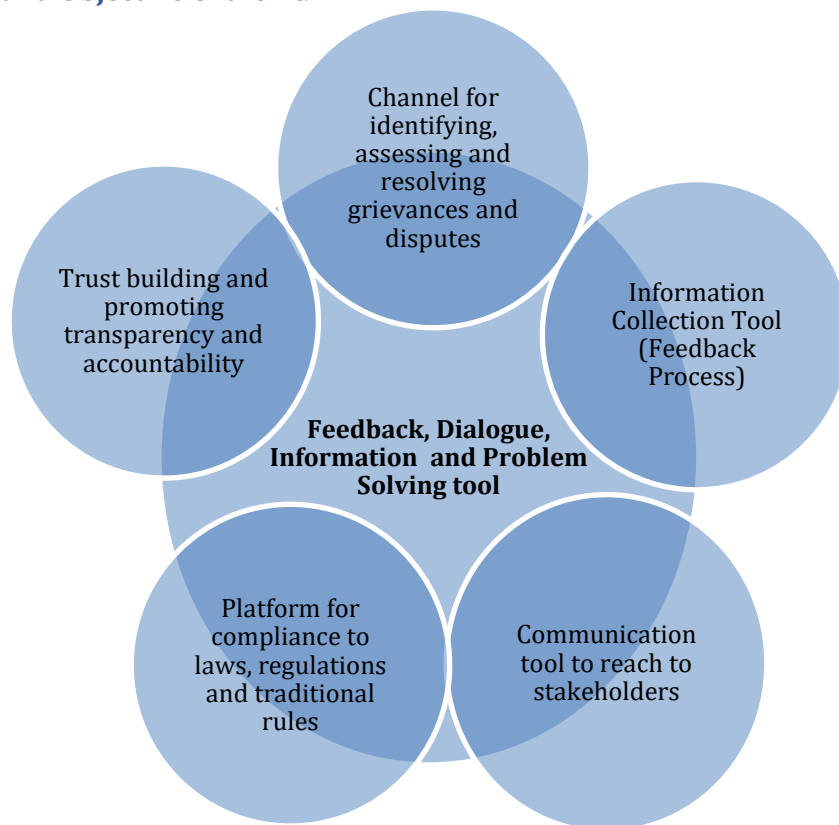 Channel for
identifying,
assessing and
resolving
grievances and
disputes
Trust building and
promoting
transparency and
accountability
Information
Collection Tool
(Feedback
Process)
Feedback, Dialogue,
Information and Problem
Solving tool
Platform for
compliance to
laws, regulations
and traditional
rules
Communication
tool to reach to
stakeholders